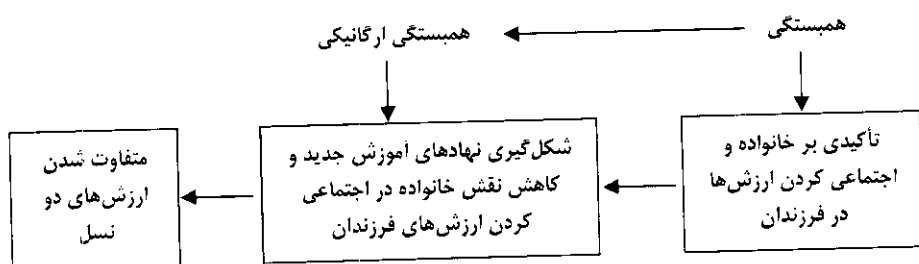 همبستگی
همبستگی ارگانیکی
تأکیدی بر خانواده و
اجتماعی کردن ارزش‌ها
در فرزندان
شکل‌گیری نهادهای آموزش جدید و
کاهش نقش خانواده در اجتماعی
کردن ارزش‌های فرزندان
متفاوت شدن
ارزش‌های دو
نسل